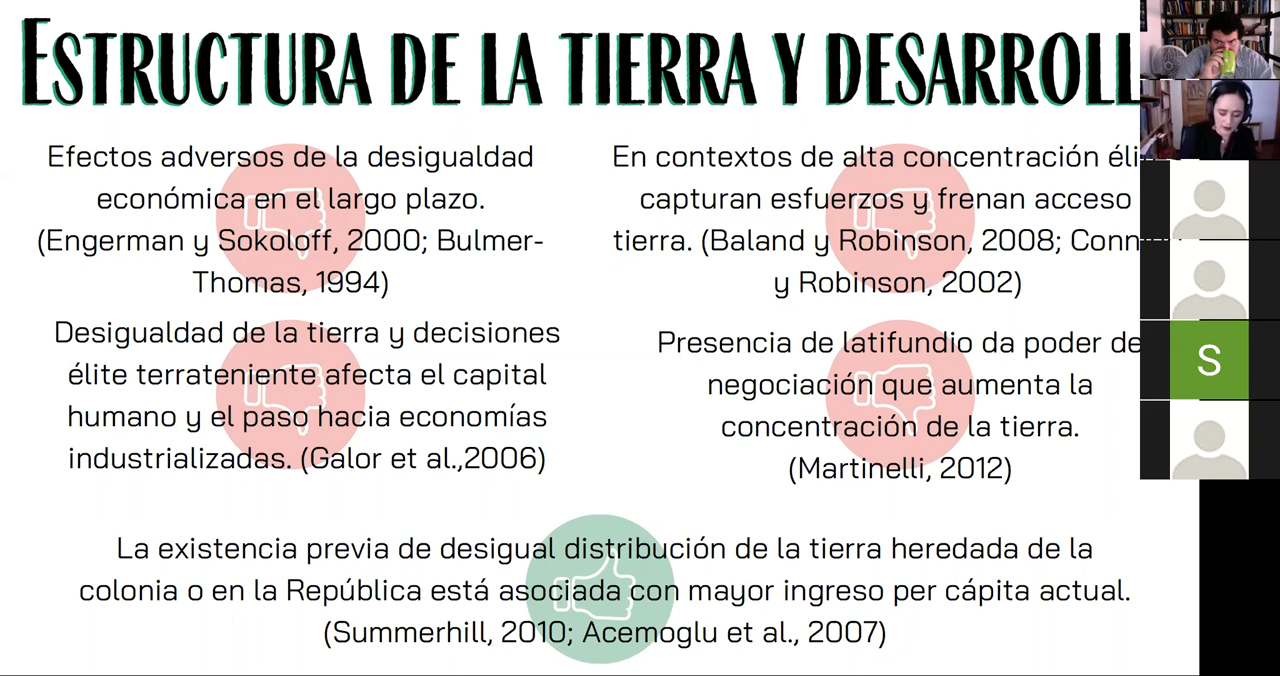 ESTRUCTURA DE LA TIERRA Y DESARROLL
Efectos adversos de la desigualdad
económica en el largo plazo.
(Engerman y Sokoloff, 2000; Bulmer-
Thomas, 1994)
En contextos de alta concentración
capturan esfuerzos y frenan acceso
tierra. (Baland y Robinson, 2008;
y Robinson, 2002)
Desigualdad de la tierra y decisiones
élite terrateniente afecta el capital
humano y el paso hacia economías
industrializadas. (Galor et al.,2006)
Presencia de latifundio da poder de
negociación que aumenta la
concentración de la tierra.
(Martinelli, 2012)
La existencia previa de desigual distribución de la tierra heredada de la
colonia o en la República está asociada con mayor ingreso per cápita actual.
(Summerhill, 2010; Acemoglu et al., 2007)
S